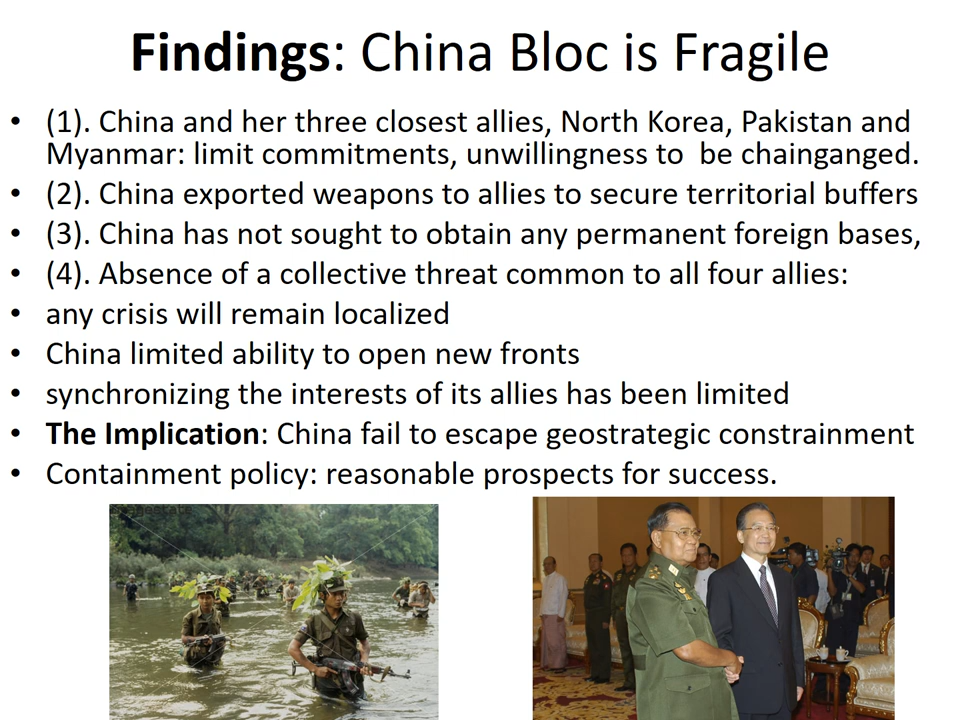 Findings: China Bloc is Fragile
• (1). China and her three closest allies, North Korea, Pakistan and
Myanmar: limit commitments, unwillingness to  be chainganged.
• (2). China exported weapons to allies to secure territorial buffers
• (3). China has not sought to obtain any permanent foreign bases,
• (4). Absence of a collective threat common to all four allies:
• any crisis will remain localized
• China limited ability to open new fronts
• synchronizing the interests of its allies has been limited
• The Implication: China fail to escape geostrategic constrainment
• Containment policy: reasonable prospects for success.